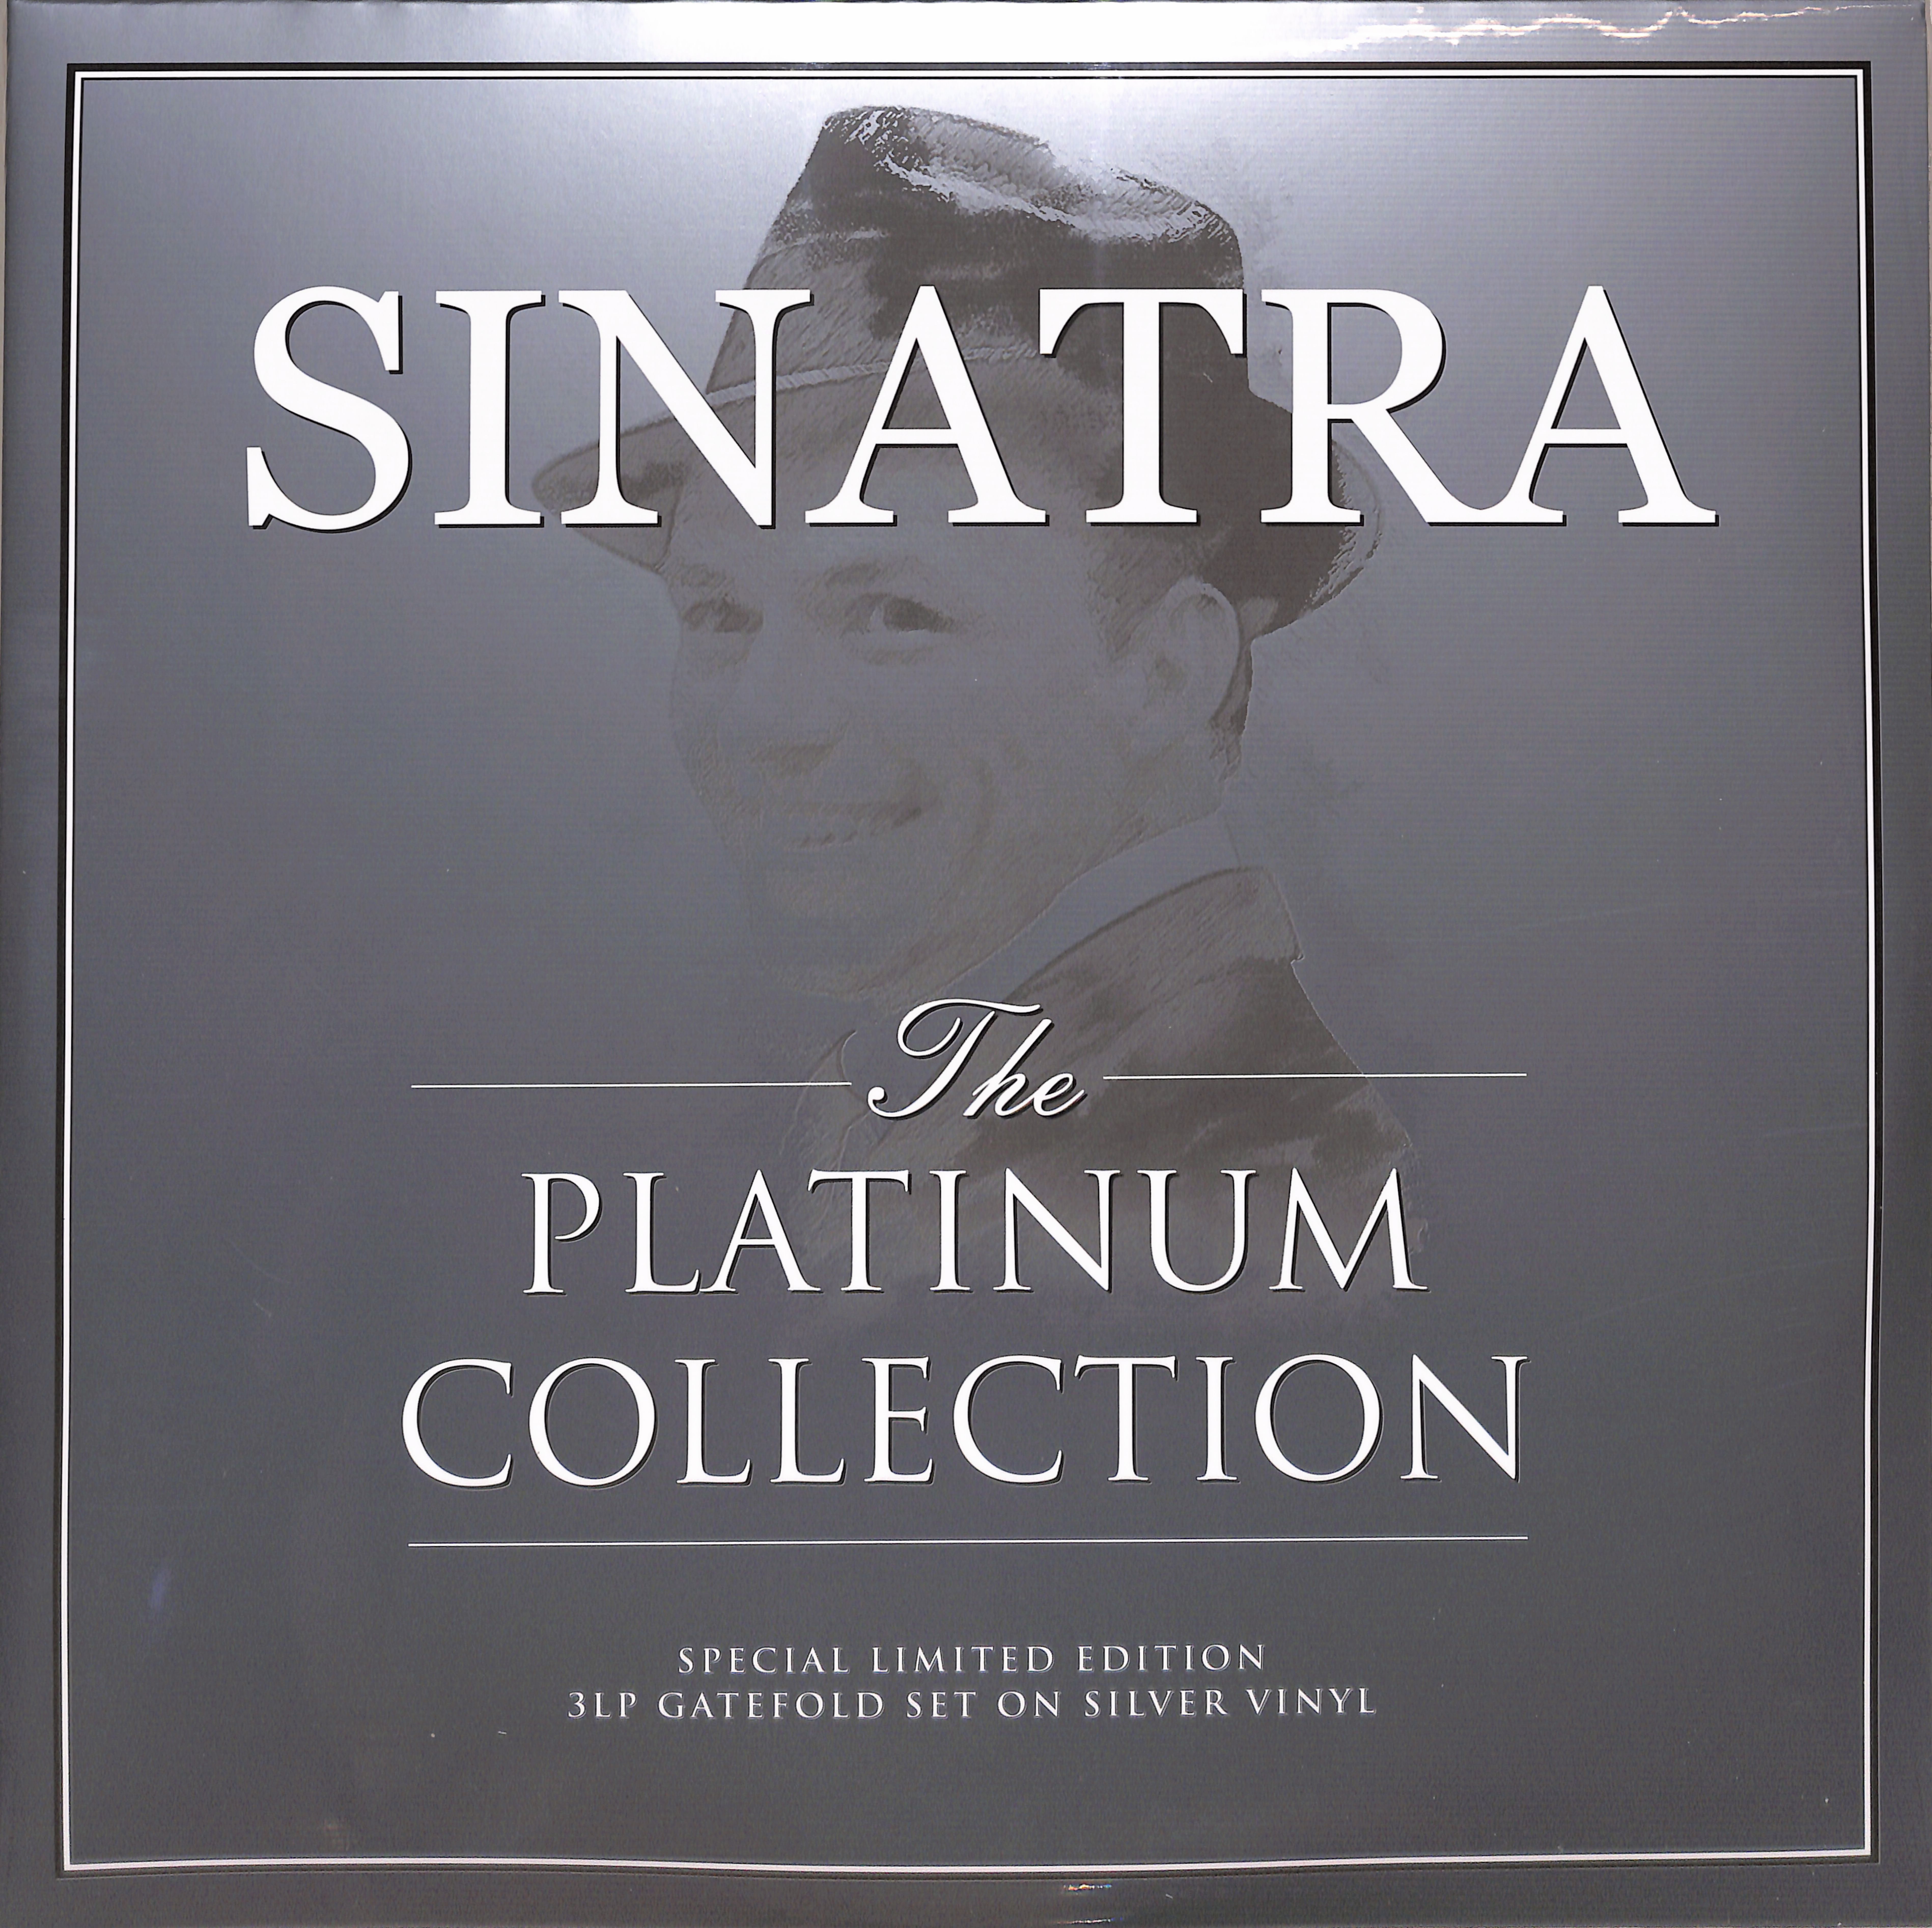 SINATRA
The
PLATINUM
COLLECTION
SPECIAL LIMITED EDITION
3LP GATEFOLD SET ON SILVER VINYL